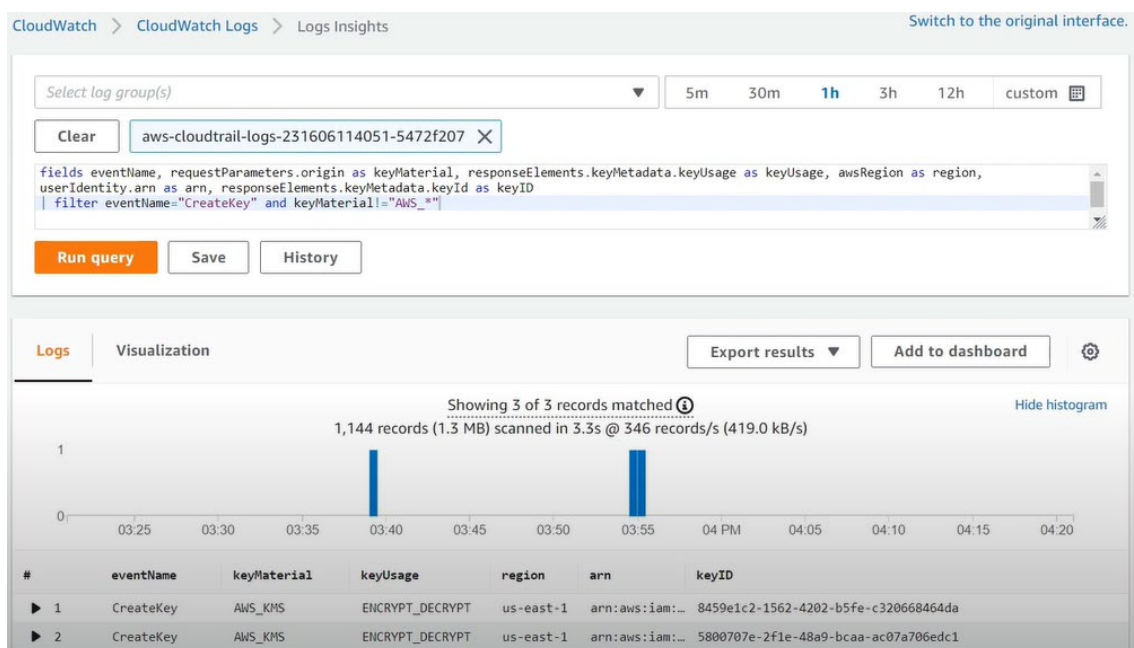 CloudWatch > CloudWatch Logs > Logs Insights
Switch to the original interface.
Select log group(s)
5m 30m 1h 3h 12h custom
Clear aws-cloudtrail-logs-231606114051-5472f207
fields eventName, requestParameters.origin as keyMaterial, responseElements.keyMetadata.keyUsage as keyUsage, awsRegion as region,
userIdentity.arn as arn, responseElements.keyMetadata.keyId as keyID
| filter eventName="CreateKey" and keyMaterial!="AWS_*"
Run query Save History
Logs Visualization Export results Add to dashboard
Showing 3 of 3 records matched
Hide histogram
1,144 records (1.3 MB) scanned in 3.3s @ 346 records/s (419.0 kB/s)
1
0
03:25 03:30 03:35 03:40 03:45 03:50 03:55 04 PM 04:05 04:10 04:15 04:20
# eventName keyMaterial keyUsage region arn keyID
1 CreateKey AWS_KMS ENCRYPT_DECRYPT us-east-1 arn:aws:iam:... 8459e1c2-1562-4202-b5fe-c320668464da
2 CreateKey AWS_KMS ENCRYPT_DECRYPT us-east-1 arn:aws:iam:... 5800707e-2f1e-48a9-bcaa-ac07a706edc1